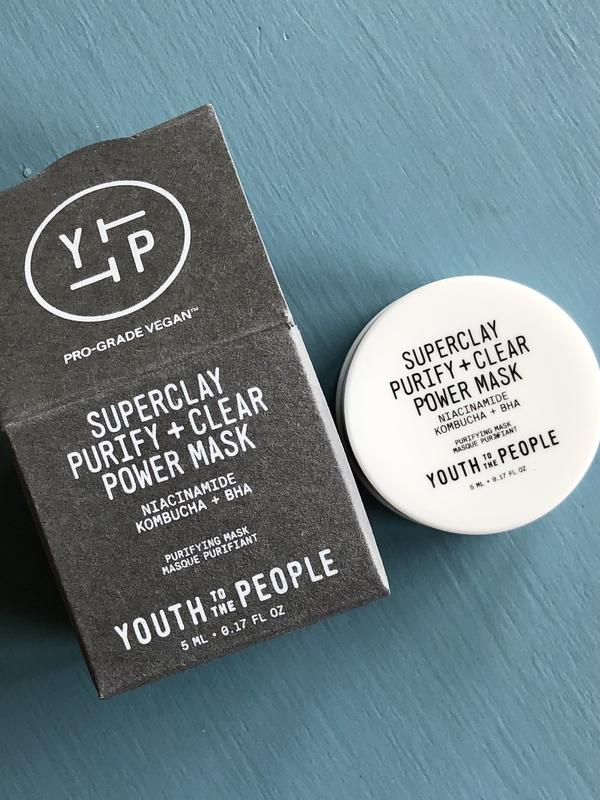 Y T
T P
PRO-GRADE VEGAN™
SUPERCLAY
PURIFY + CLEAR
POWER MASK
NIACINAMIDE
KOMBUCHA + BHA
PURIFYING MASK
MASQUE PURIFIANT
YOUTH TO THE PEOPLE
5 ML • 0.17 FL OZ
SUPERCLAY
PURIFY + CLEAR
POWER MASK
NIACINAMIDE
KOMBUCHA + BHA
PURIFYING MASK
MASQUE PURIFIANT
YOUTH TO THE PEOPLE
5 ML • 0.17 FL OZ